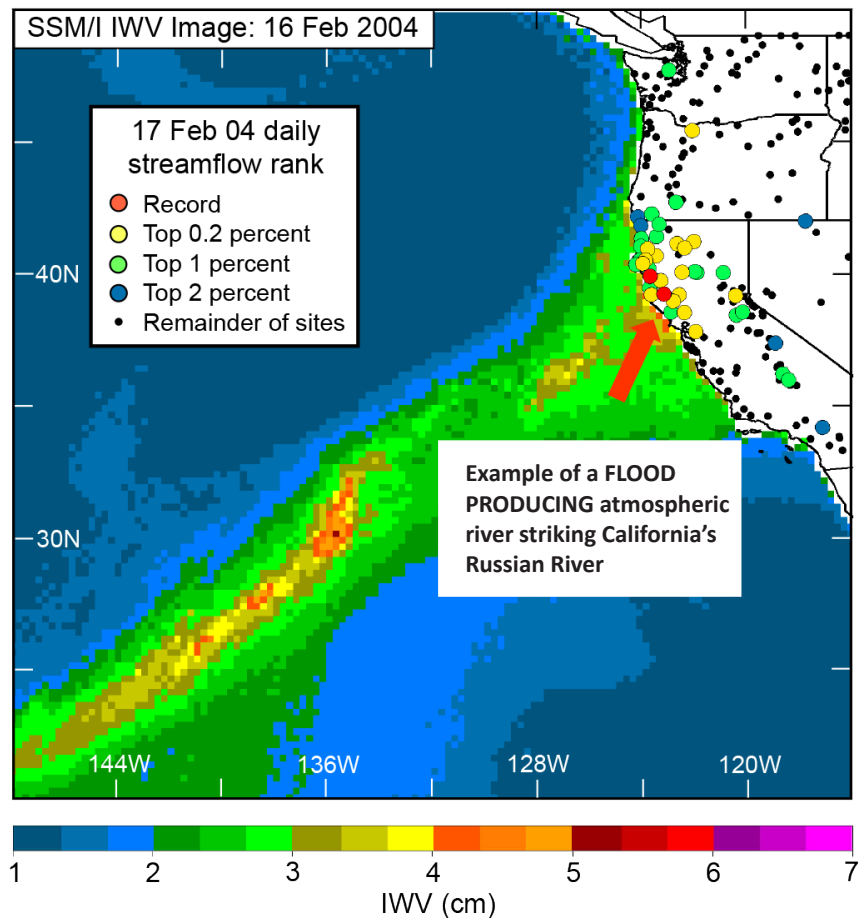 SSM/I IWV Image: 16 Feb 2004
17 Feb 04 daily
streamflow rank
Record
Top 0.2 percent
Top 1 percent
Top 2 percent
Remainder of sites
40N
Example of a FLOOD
PRODUCING atmospheric
river striking California's
Russian River
30N
144W 136W 128W 120W
1 2 3 4 5 6 7
IWV (cm)